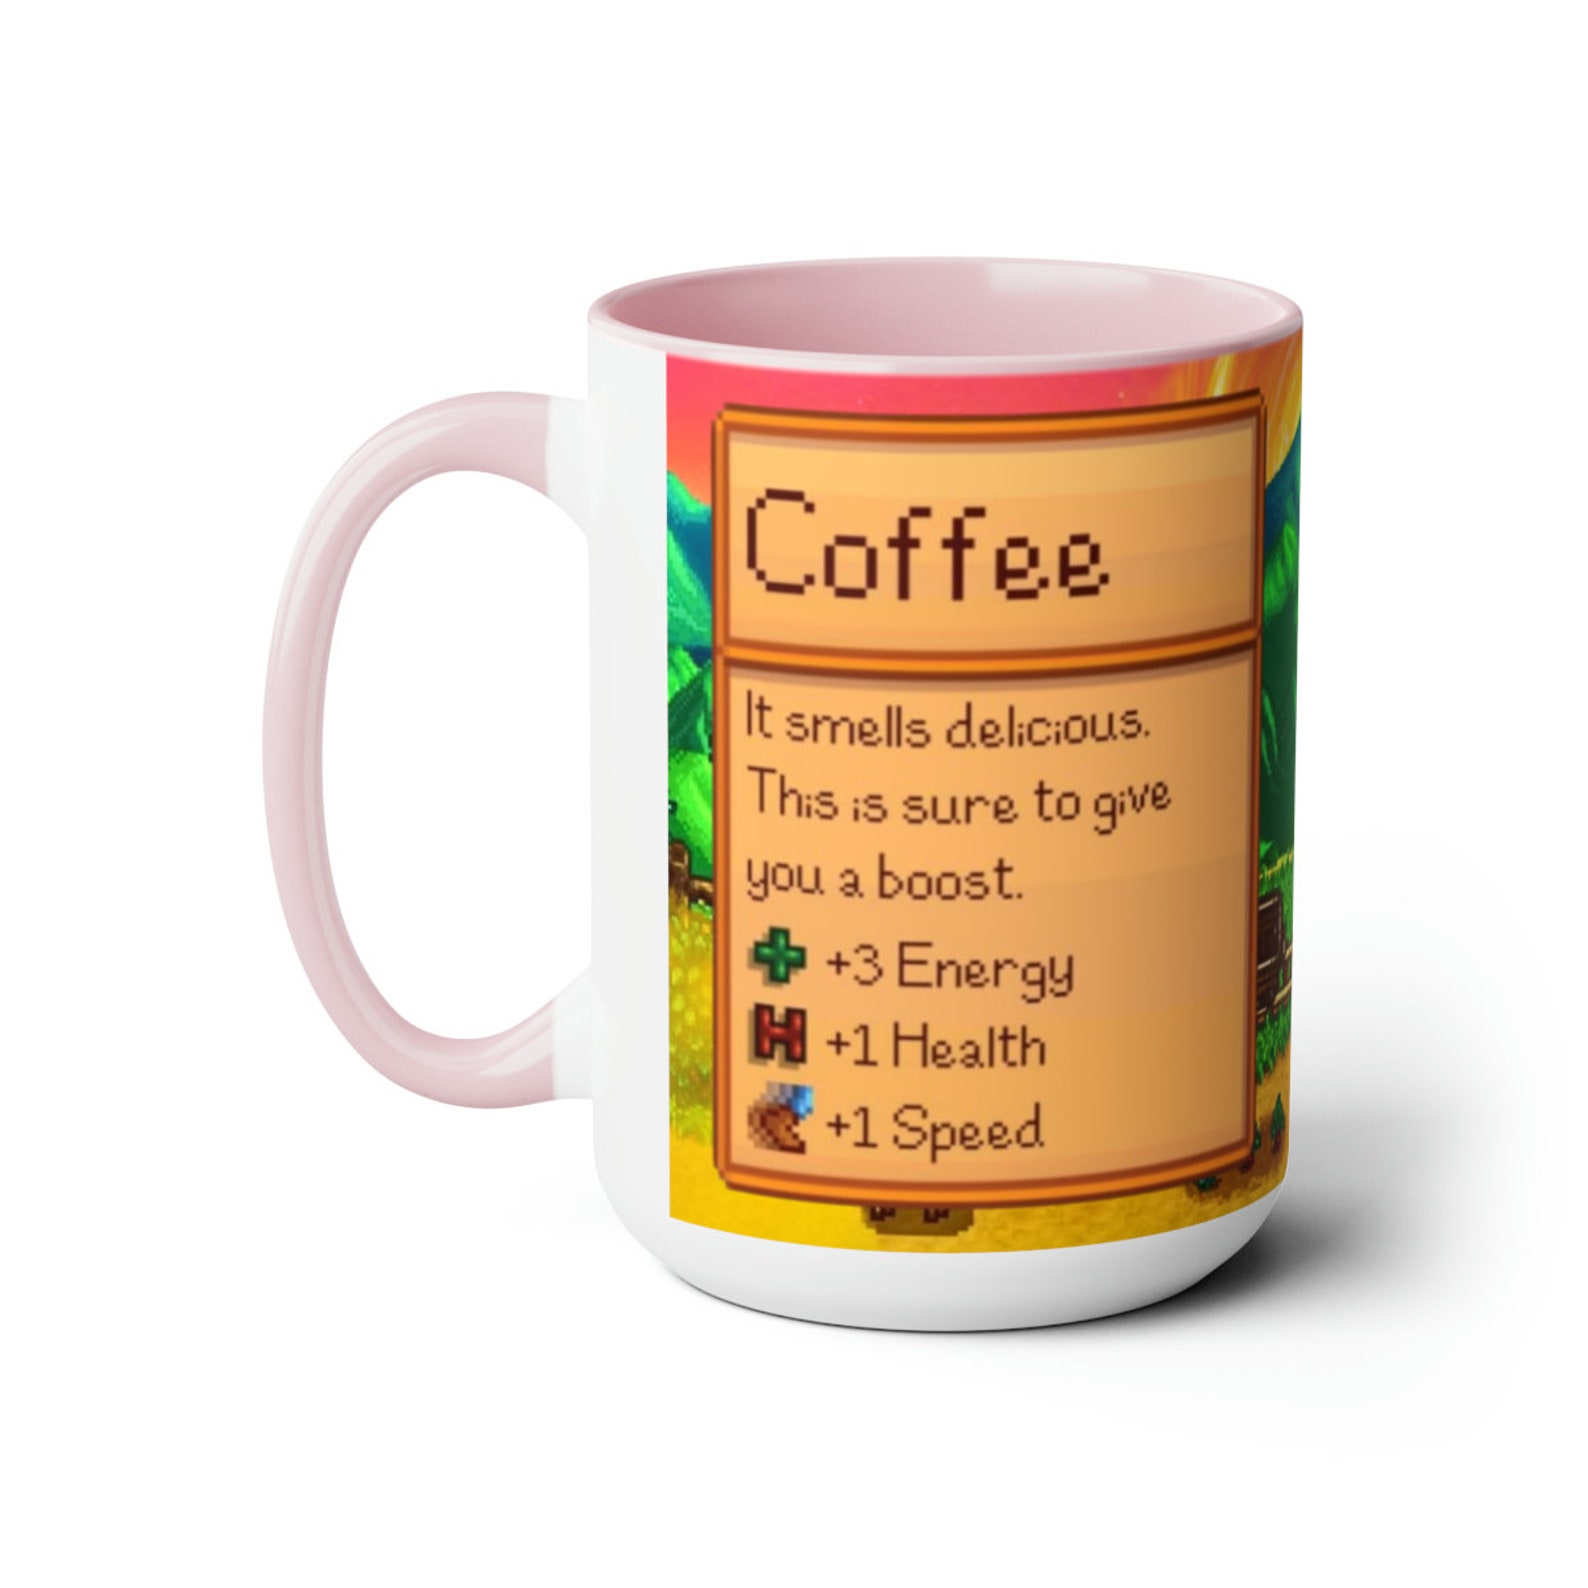 Coffee
It smells delicious.
This is sure to give
you a boost.
+3 Energy
H +1 Health
+1 Speed